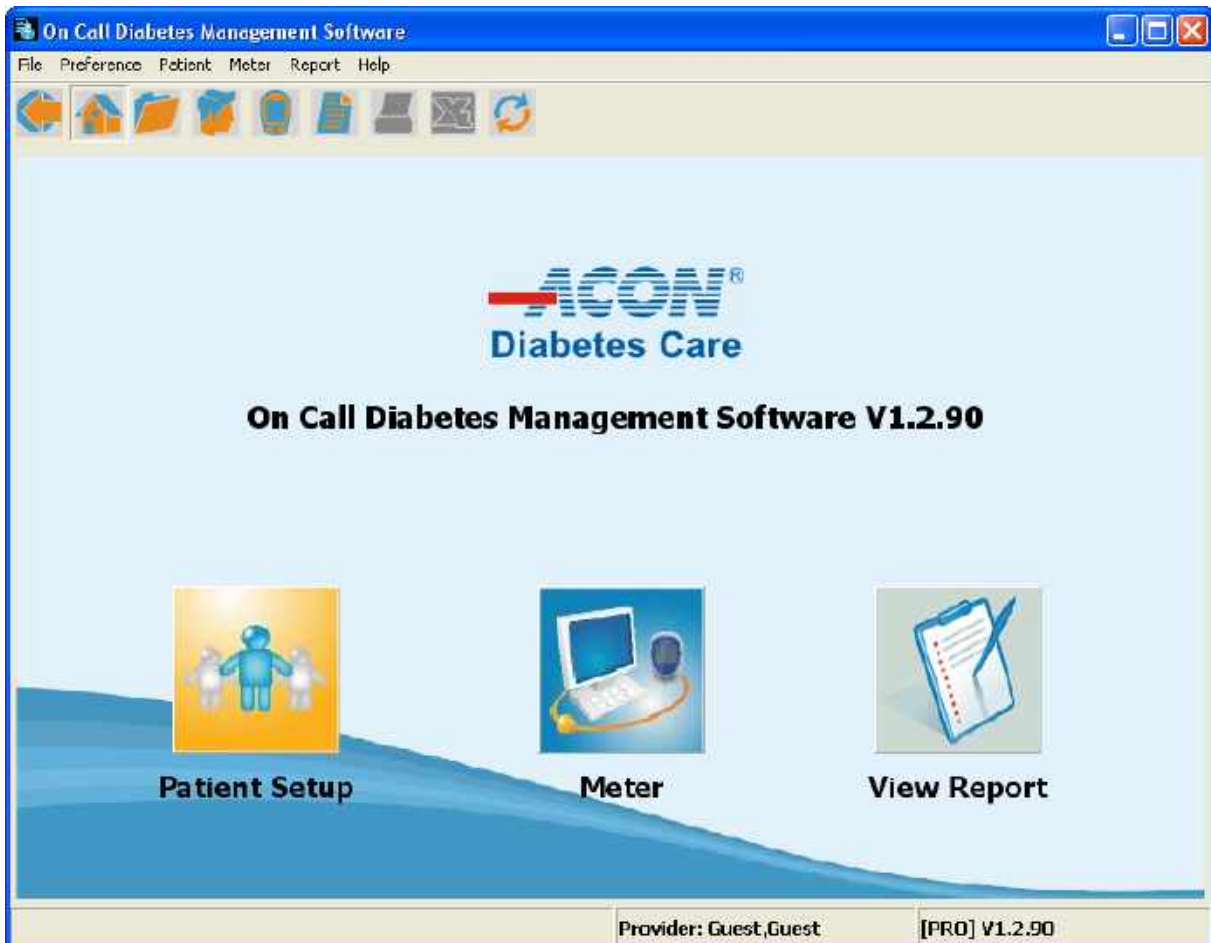 On Call Diabetes Management Software
File Preference Patient Meter Report Help
ACON®
Diabetes Care
On Call Diabetes Management Software V1.2.90
Patient Setup Meter View Report
Provider: Guest,Guest [PRO] V1.2.90